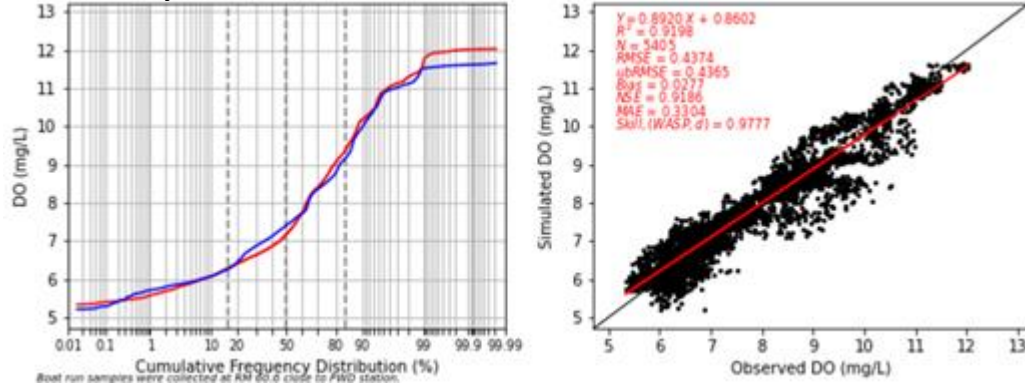 13
12
11
10
9
8
7
6
5
DO (mg/L)
0.01 0.1 1 10 20 50 80 90 99 99.9 99.99
Cumulative Frequency Distribution (%)
Boat run samples were collected at RM 60.6 close to PWD station.
Y = 0.8920 X + 0.8602
R² = 0.9198
N = 5405
RMSE = 0.4374
ubRMSE = 0.4365
Bias = 0.0277
NSE = 0.9186
MAE = 0.3304
Skill, (WASP, d) = 0.9777
13
12
11
10
9
8
7
6
5
Simulated DO (mg/L)
5 6 7 8 9 10 11 12 13
Observed DO (mg/L)